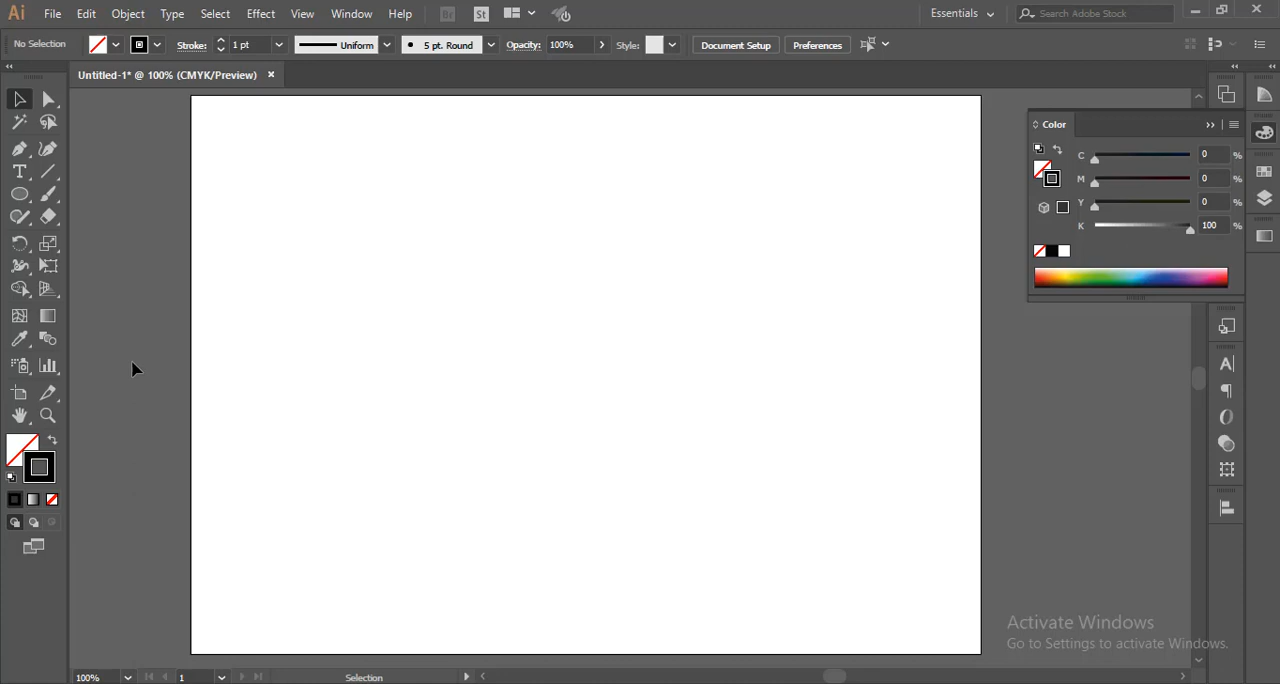 Ai File Edit Object Type Select Effect View Window Help Br St Essentials Search Adobe Stock
No Selection Stroke: 1 pt Uniform 5 pt. Round Opacity: 100% Style: Document Setup Preferences
Untitled-1* @ 100% (CMYK/Preview)
Color
C 0 %
M 0 %
Y 0 %
K 100 %
Activate Windows
Go to Settings to activate Windows.
100% 1 Selection